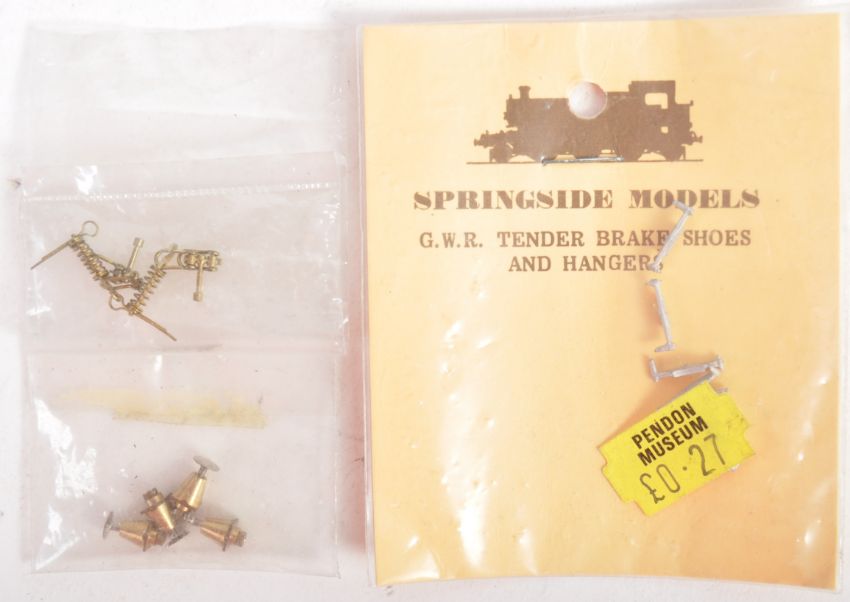 SPRINGSIDE MODELS
G.W.R. TENDER BRAKE SHOES
AND HANGERS
PENDON
MUSEUM
£0.27